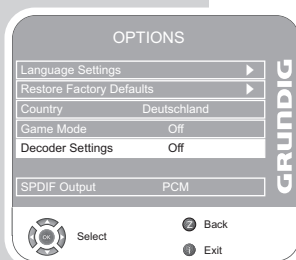 OPTIONS
Language Settings
Restore Factory Defaults
Country Deutschland
Game Mode Off
Decoder Settings Off
SPDIF Output PCM
GRUNDIG
OK
Select
Z Back
i Exit